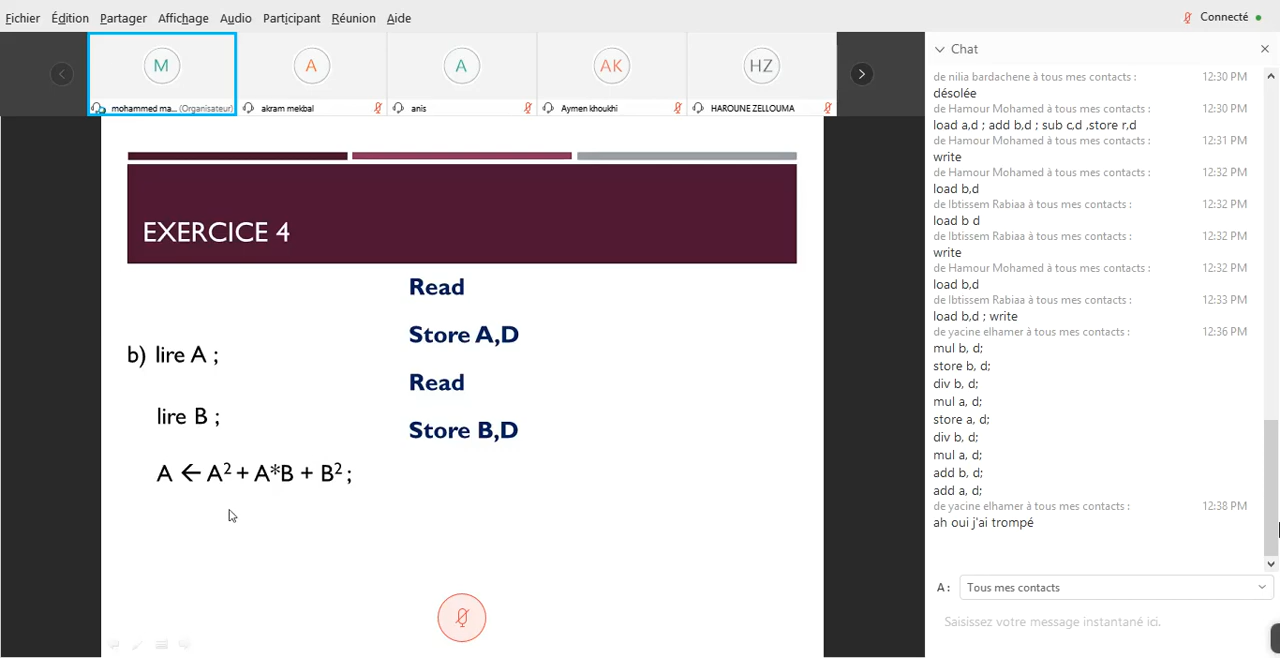 Fichier Édition Partager Affichage Audio Participant Réunion Aide
Connecté
M
A
A
AK
HZ
mohammed ma... (Organisateur)
akram mekbal
anis
Aymen khoukhi
HAROUNE ZELLOUMA
EXERCICE 4
Read
Store A,D
b) lire A ;
Read
lire B ;
Store B,D
A ← A² + A*B + B² ;
Chat
de nilia bardachene à tous mes contacts : 12:30 PM
désolée
de Hamour Mohamed à tous mes contacts : 12:30 PM
load a,d ; add b,d ; sub c,d ,store r,d
de Hamour Mohamed à tous mes contacts : 12:31 PM
write
de Hamour Mohamed à tous mes contacts : 12:32 PM
load b,d
de Ibtissem Rabiaa à tous mes contacts : 12:32 PM
load b d
de Ibtissem Rabiaa à tous mes contacts : 12:32 PM
write
de Hamour Mohamed à tous mes contacts : 12:32 PM
load b,d
de Ibtissem Rabiaa à tous mes contacts : 12:33 PM
load b,d ; write
de yacine elhamer à tous mes contacts : 12:36 PM
mul b, d;
store b, d;
div b, d;
mul a, d;
store a, d;
div b, d;
mul a, d;
add b, d;
add a, d;
de yacine elhamer à tous mes contacts : 12:38 PM
ah oui j'ai trompé
A : Tous mes contacts
Saisissez votre message instantané ici.